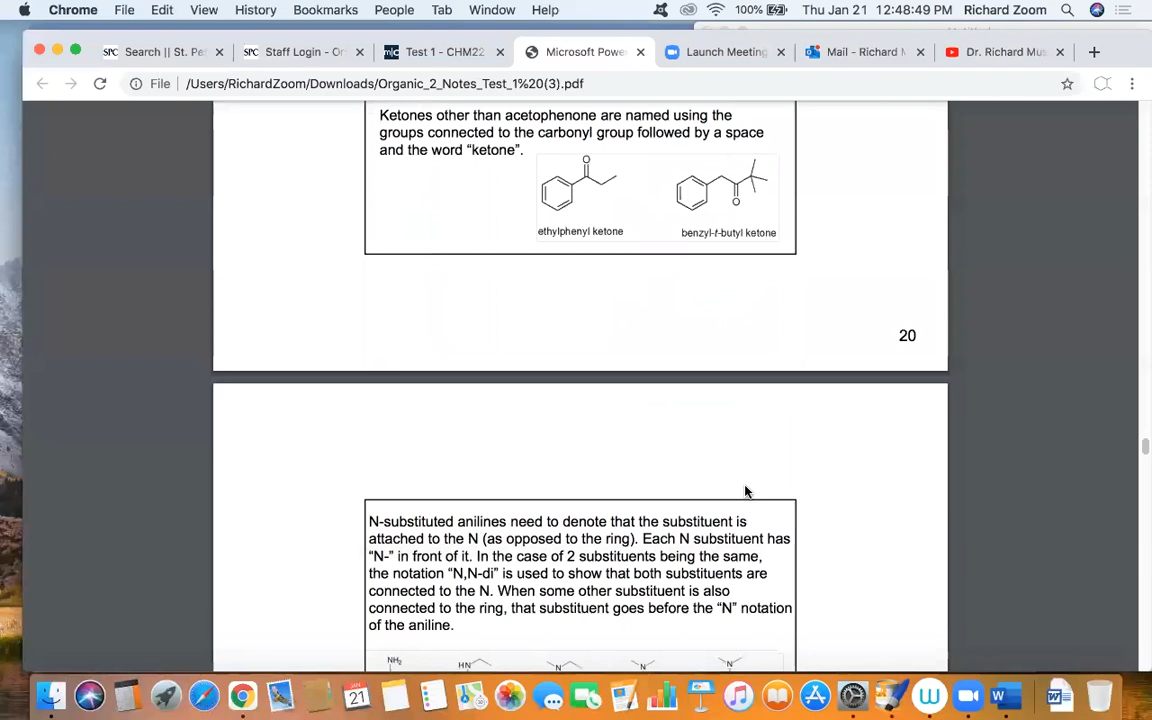 Chrome File Edit View History Bookmarks People Tab Window Help 100% Thu Jan 21 12:48:49 PM Richard Zoom
SPC Search || St. Pe SPC Staff Login - Or Test 1 - CHM22 Microsoft Powe Launch Meeting Mail - Richard M Dr. Richard Mus
File /Users/RichardZoom/Downloads/Organic_2_Notes_Test_1%20(3).pdf
Ketones other than acetophenone are named using the
groups connected to the carbonyl group followed by a space
and the word “ketone”.
O
O
ethylphenyl ketone benzyl-t-butyl ketone
20
N-substituted anilines need to denote that the substituent is
attached to the N (as opposed to the ring). Each N substituent has
“N-” in front of it. In the case of 2 substituents being the same,
the notation “N,N-di” is used to show that both substituents are
connected to the N. When some other substituent is also
connected to the ring, that substituent goes before the “N” notation
of the aniline.
NH2 HN N N N
21